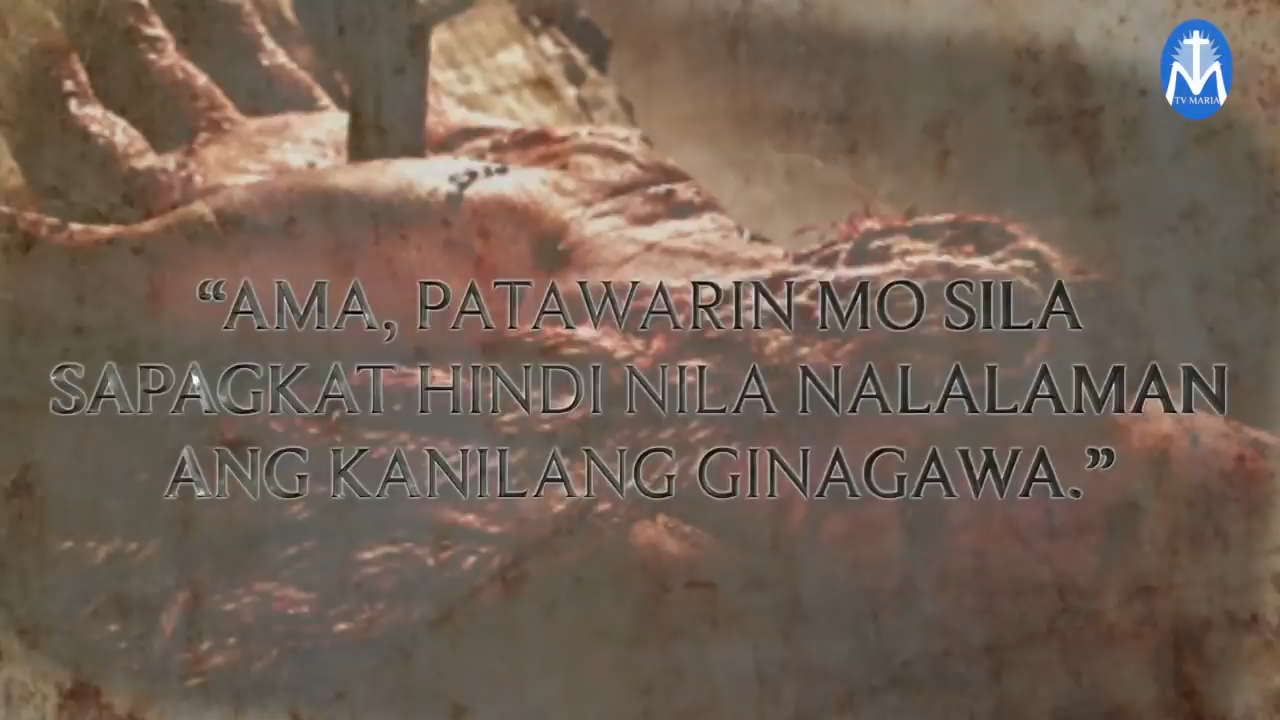 TV MARIA
“AMA, PATAWARIN MO SILA
SAPAGKAT HINDI NILA NALALAMAN
ANG KANILANG GINAGAWA.”